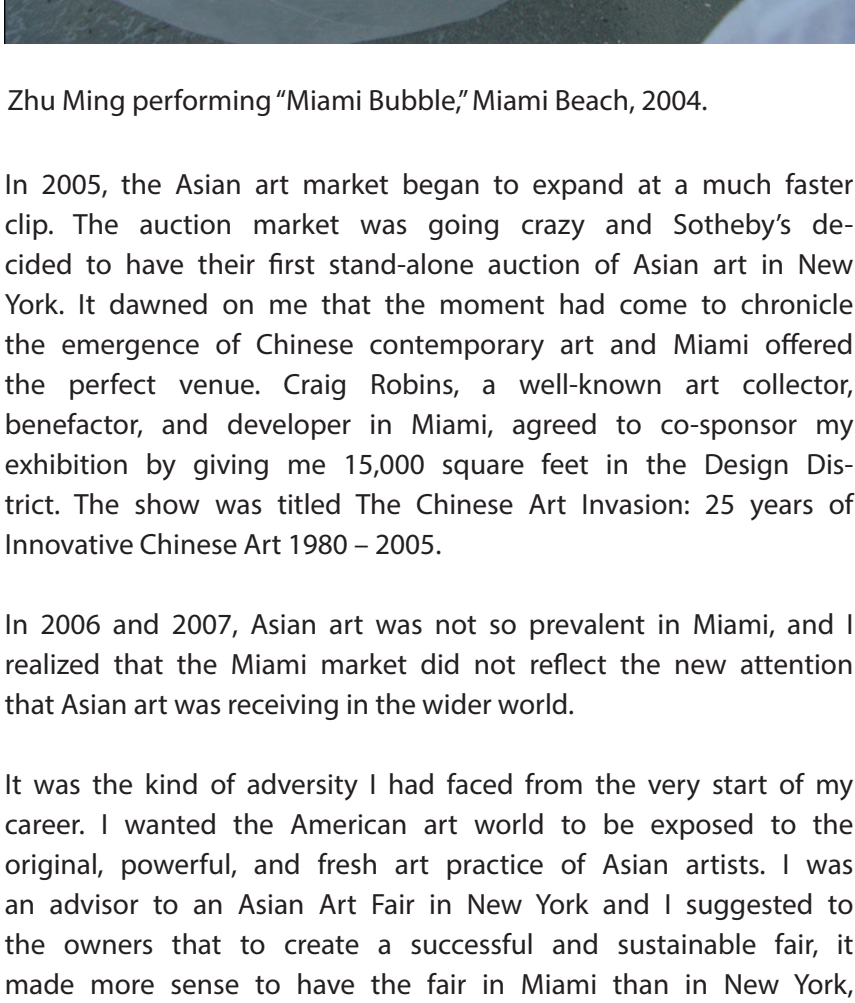 Zhu Ming performing “Miami Bubble,” Miami Beach, 2004.
In 2005, the Asian art market began to expand at a much faster
clip. The auction market was going crazy and Sotheby’s de-
cided to have their first stand-alone auction of Asian art in New
York. It dawned on me that the moment had come to chronicle
the emergence of Chinese contemporary art and Miami offered
the perfect venue. Craig Robins, a well-known art collector,
benefactor, and developer in Miami, agreed to co-sponsor my
exhibition by giving me 15,000 square feet in the Design Dis-
trict. The show was titled The Chinese Art Invasion: 25 years of
Innovative Chinese Art 1980 – 2005.
In 2006 and 2007, Asian art was not so prevalent in Miami, and I
realized that the Miami market did not reflect the new attention
that Asian art was receiving in the wider world.
It was the kind of adversity I had faced from the very start of my
career. I wanted the American art world to be exposed to the
original, powerful, and fresh art practice of Asian artists. I was
an advisor to an Asian Art Fair in New York and I suggested to
the owners that to create a successful and sustainable fair, it
made more sense to have the fair in Miami than in New York,